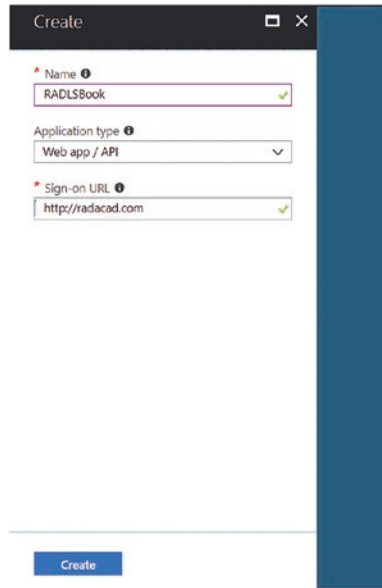 Create
* Name
RADLSBook
Application type
Web app / API
* Sign-on URL
http://radacad.com
Create